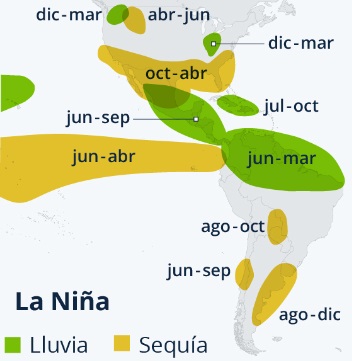 dic-mar
abr-jun
dic-mar
oct-abr
jul-oct
jun-sep
jun-abr
jun-mar
ago-oct
jun-sep
La Niña
ago-dic
Lluvia
Sequía